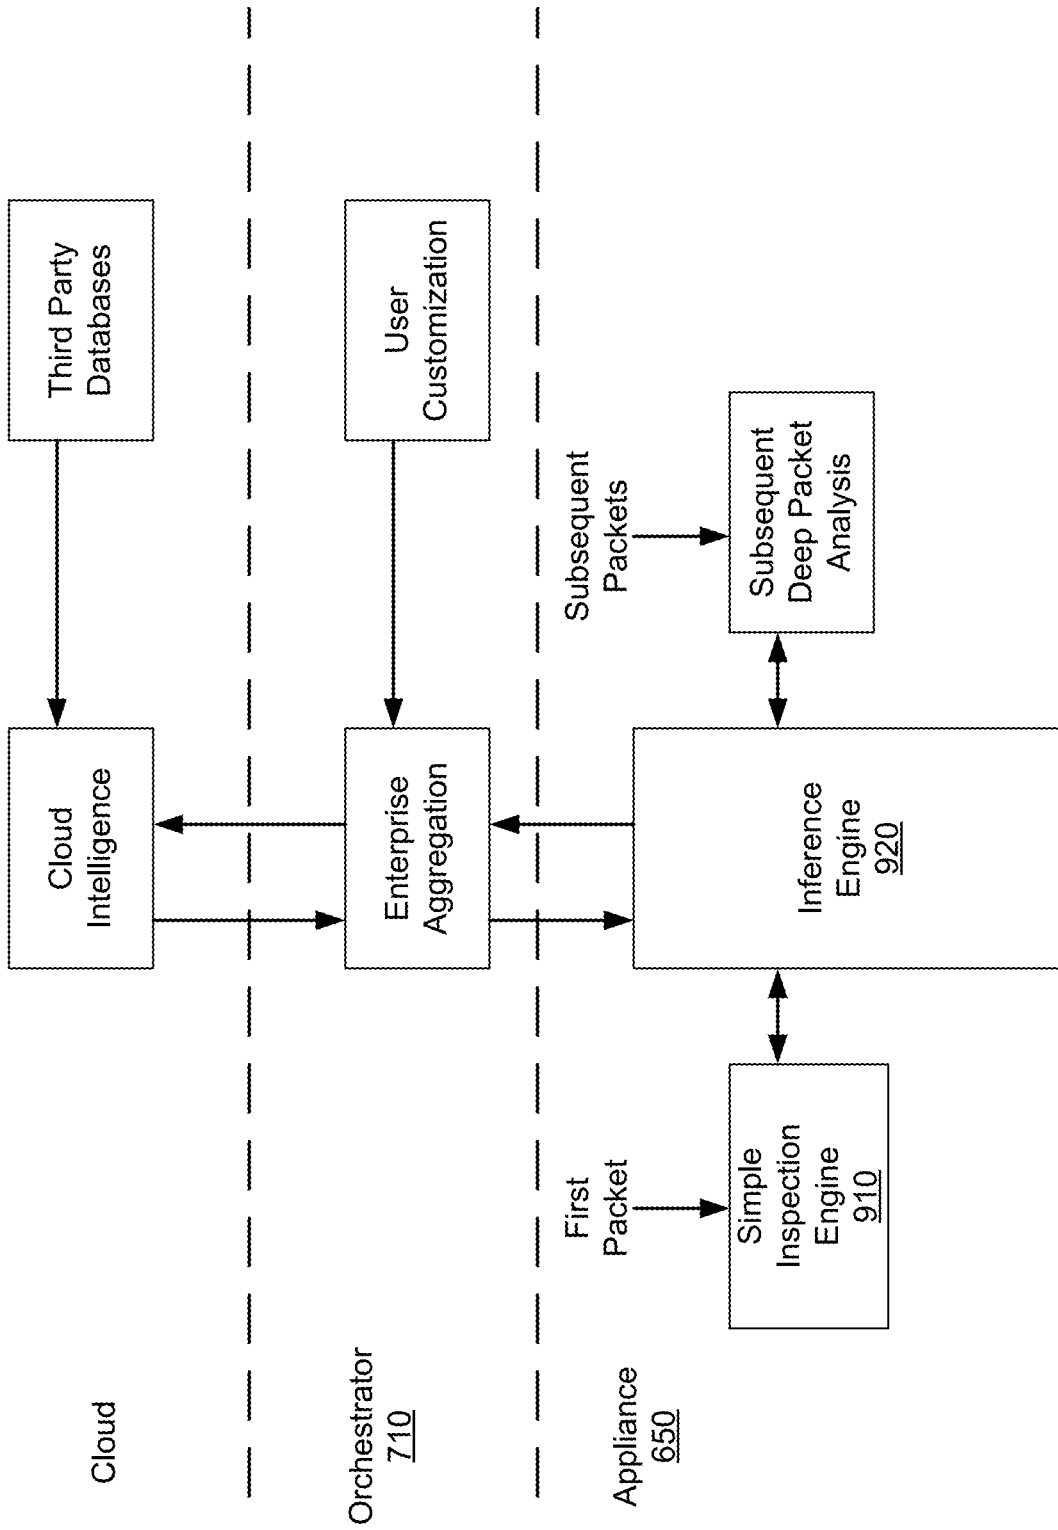 Cloud
Cloud
Intelligence
Third Party
Databases
Orchestrator
710
Enterprise
Aggregation
User
Customization
Appliance
650
First
Packet
Simple
Inspection
Engine
910
Inference
Engine
920
Subsequent
Packets
Subsequent
Deep Packet
Analysis